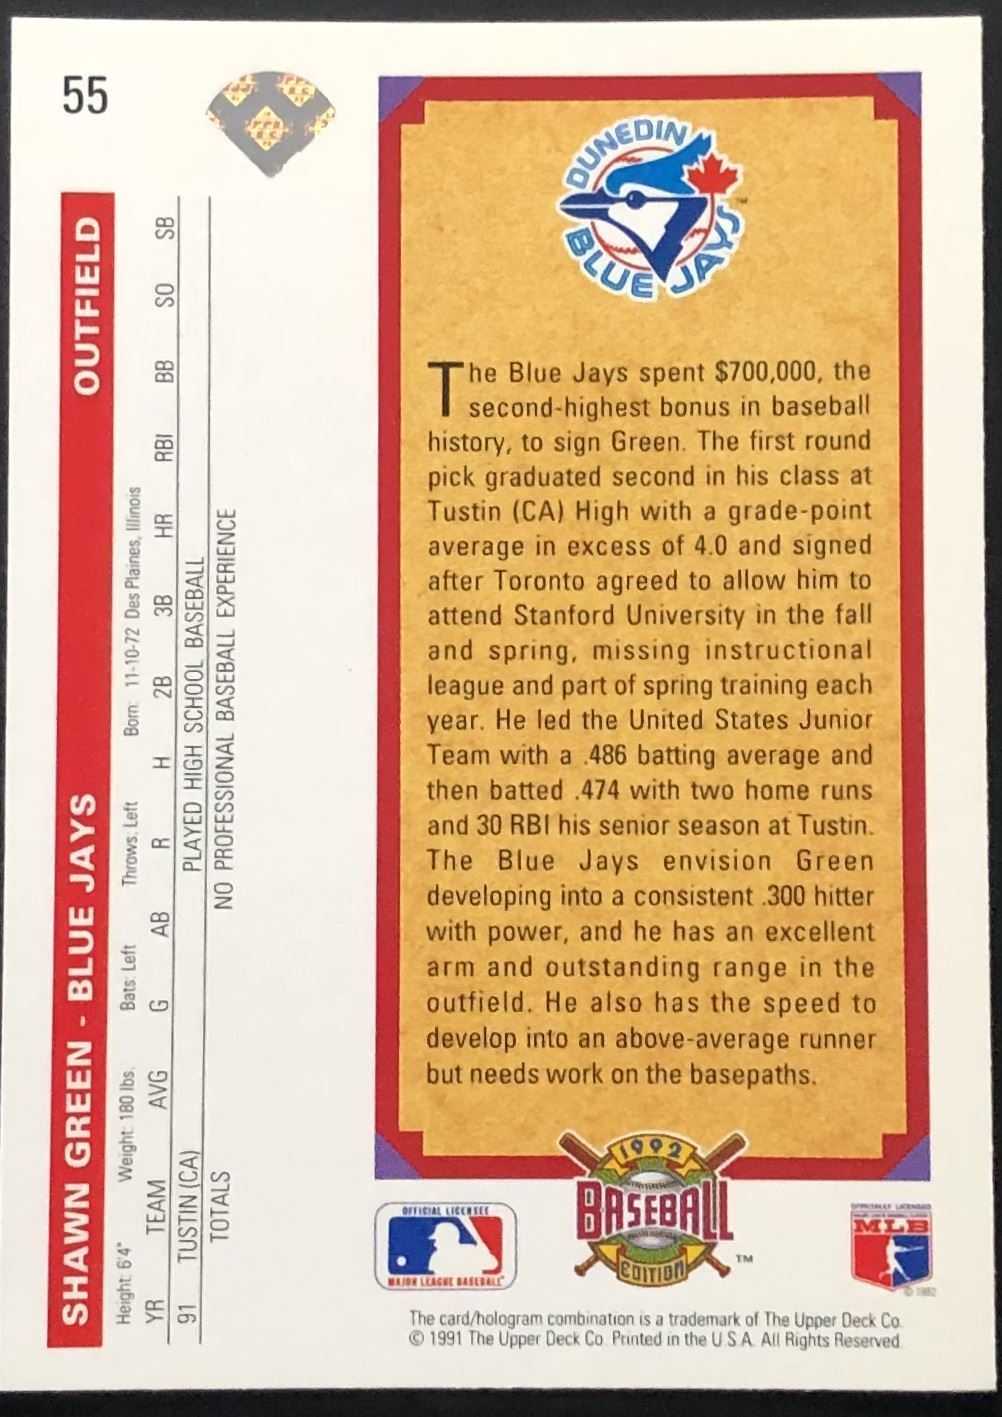 55
SHAWN GREEN - BLUE JAYS OUTFIELD
Height: 6'4" Weight: 180 lbs. Bats: Left Throws: Left Born: 11-10-72 Des Plaines, Illinois
YR TEAM AVG G AB R H 2B 3B HR RBI BB SO SB
91 TUSTIN (CA) PLAYED HIGH SCHOOL BASEBALL
TOTALS NO PROFESSIONAL BASEBALL EXPERIENCE
DUNEDIN
BLUE JAYS
TM
The Blue Jays spent $700,000, the
second-highest bonus in baseball
history, to sign Green. The first round
pick graduated second in his class at
Tustin (CA) High with a grade-point
average in excess of 4.0 and signed
after Toronto agreed to allow him to
attend Stanford University in the fall
and spring, missing instructional
league and part of spring training each
year. He led the United States Junior
Team with a .486 batting average and
then batted .474 with two home runs
and 30 RBI his senior season at Tustin.
The Blue Jays envision Green
developing into a consistent .300 hitter
with power, and he has an excellent
arm and outstanding range in the
outfield. He also has the speed to
develop into an above-average runner
but needs work on the basepaths.
OFFICIAL LICENSEE
MAJOR LEAGUE BASEBALL
1992
BASEBALL
EDITION
TM
OFFICIALLY LICENSED
MLB
© 1992
The card/hologram combination is a trademark of The Upper Deck Co.
© 1991 The Upper Deck Co. Printed in the U.S.A. All Rights Reserved